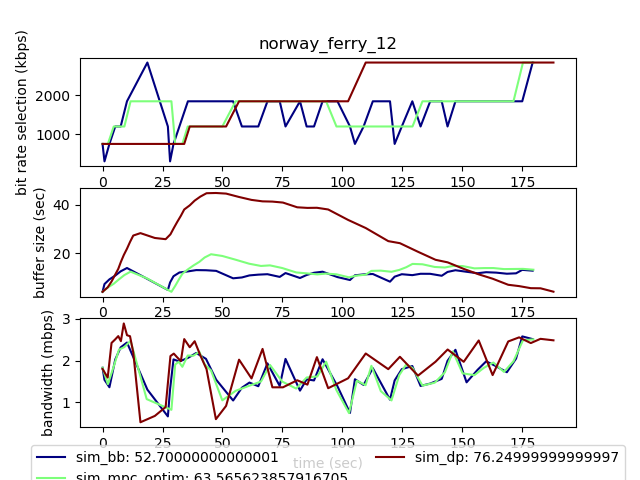 norway_ferry_12
bit rate selection (kbps)
2000
1000
0 25 50 75 100 125 150 175
buffer size (sec)
40
20
0 25 50 75 100 125 150 175
bandwidth (mbps)
3
2
1
0 25 50 75 100 125 150 175
time (sec)
sim_bb: 52.70000000000001
sim_dp: 76.24999999999997
sim_mpc_optim: 63.565623857916705